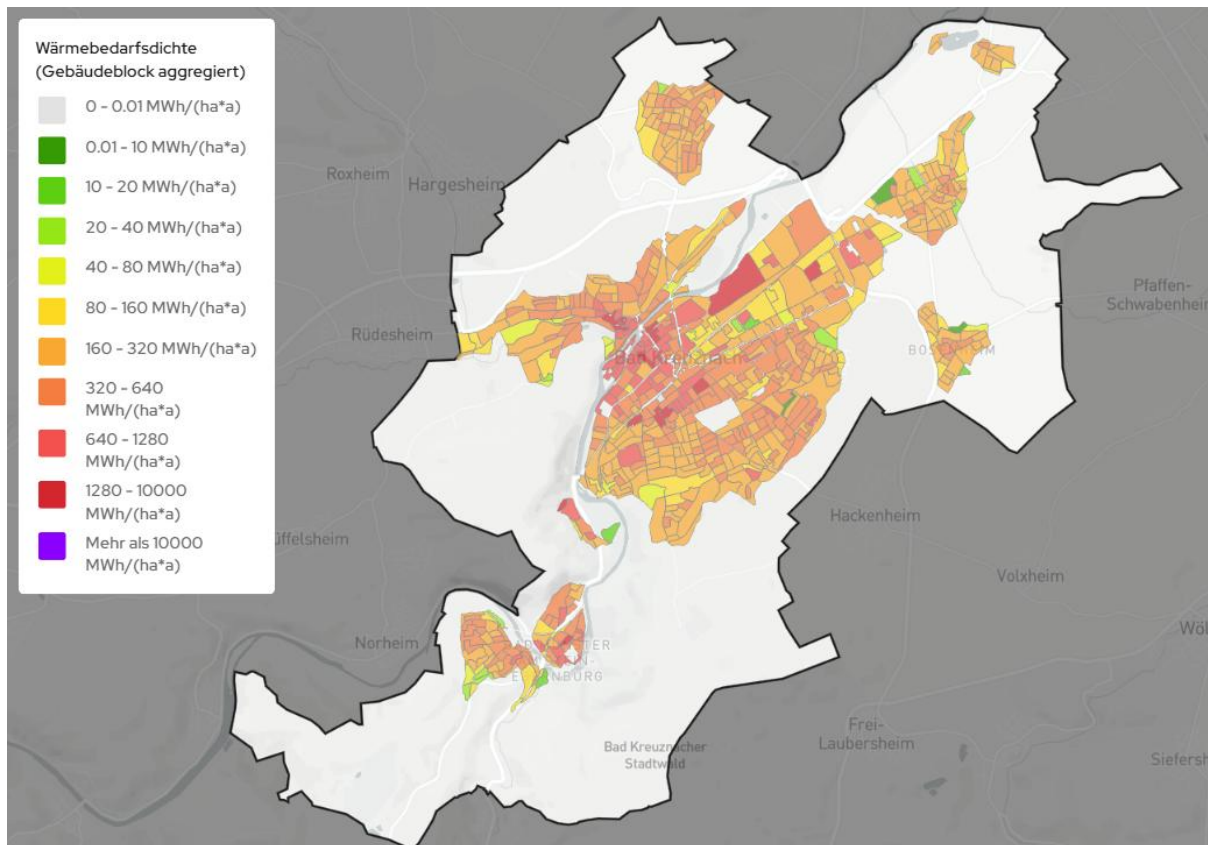 Wärmebedarfsdichte
(Gebäudeblock aggregiert)
0 - 0.01 MWh/(ha*a)
0.01 - 10 MWh/(ha*a)
10 - 20 MWh/(ha*a)
20 - 40 MWh/(ha*a)
40 - 80 MWh/(ha*a)
80 - 160 MWh/(ha*a)
160 - 320 MWh/(ha*a)
320 - 640
MWh/(ha*a)
640 - 1280
MWh/(ha*a)
1280 - 10000
MWh/(ha*a)
Mehr als 10000
MWh/(ha*a)
Roxheim
Hargesheim
Pfaffen-
Schwabenheim
Rüdesheim
Bad Kreuznach
BOSENHEIM
Hackenheim
üffelsheim
Volxheim
Norheim
Wöl
Frei-
Laubersheim
Bad Kreuznacher
Stadtwald
Siefersh